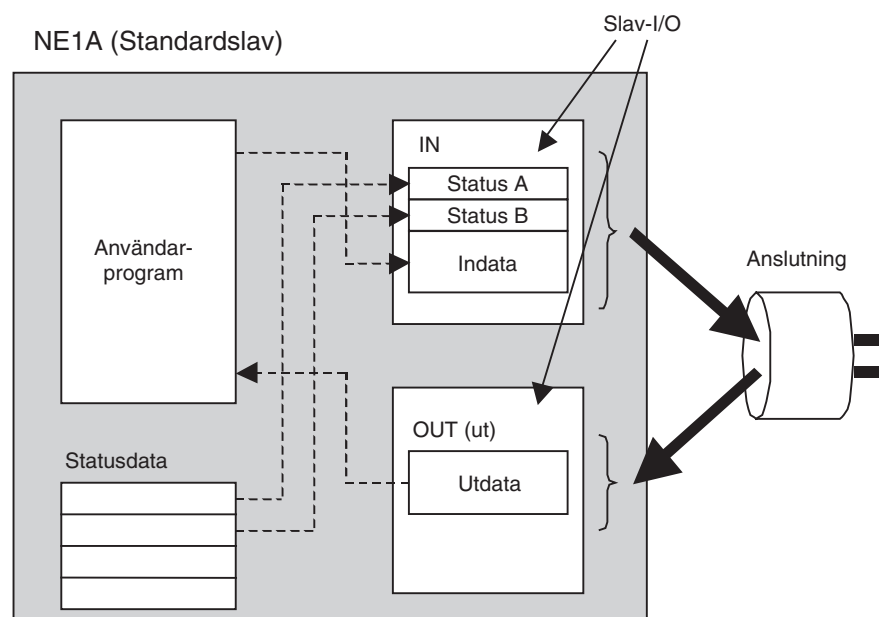 Slav-I/O
NE1A (Standardslav)
IN
Status A
Status B
Indata
Användar-
program
Anslutning
OUT (ut)
Utdata
Statusdata